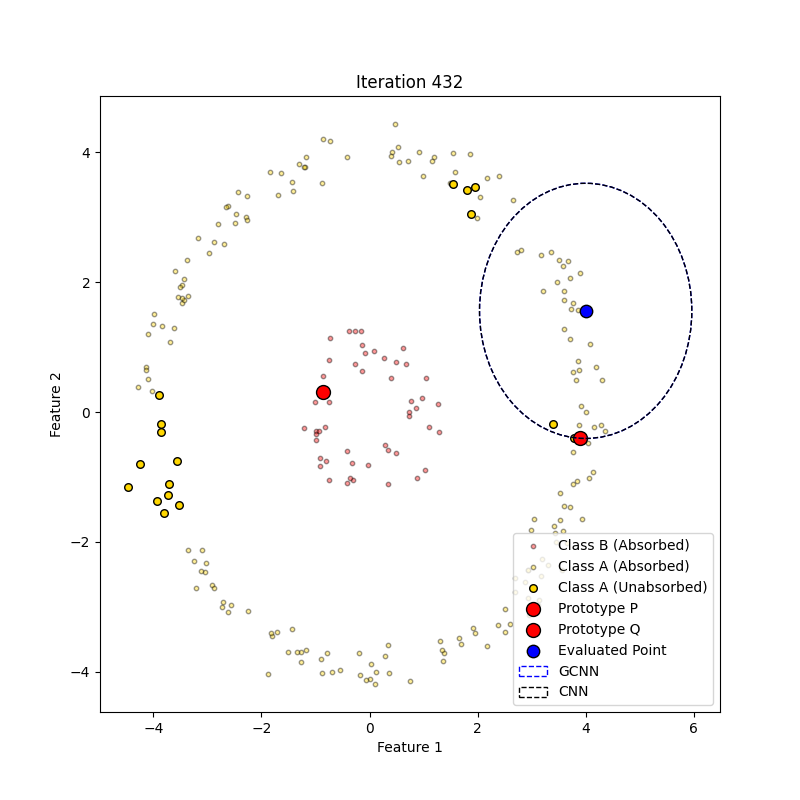 Iteration 432
Feature 2
4
2
0
−2
−4
−4
−2
0
2
4
6
Feature 1
Class B (Absorbed)
Class A (Absorbed)
Class A (Unabsorbed)
Prototype P
Prototype Q
Evaluated Point
GCNN
CNN